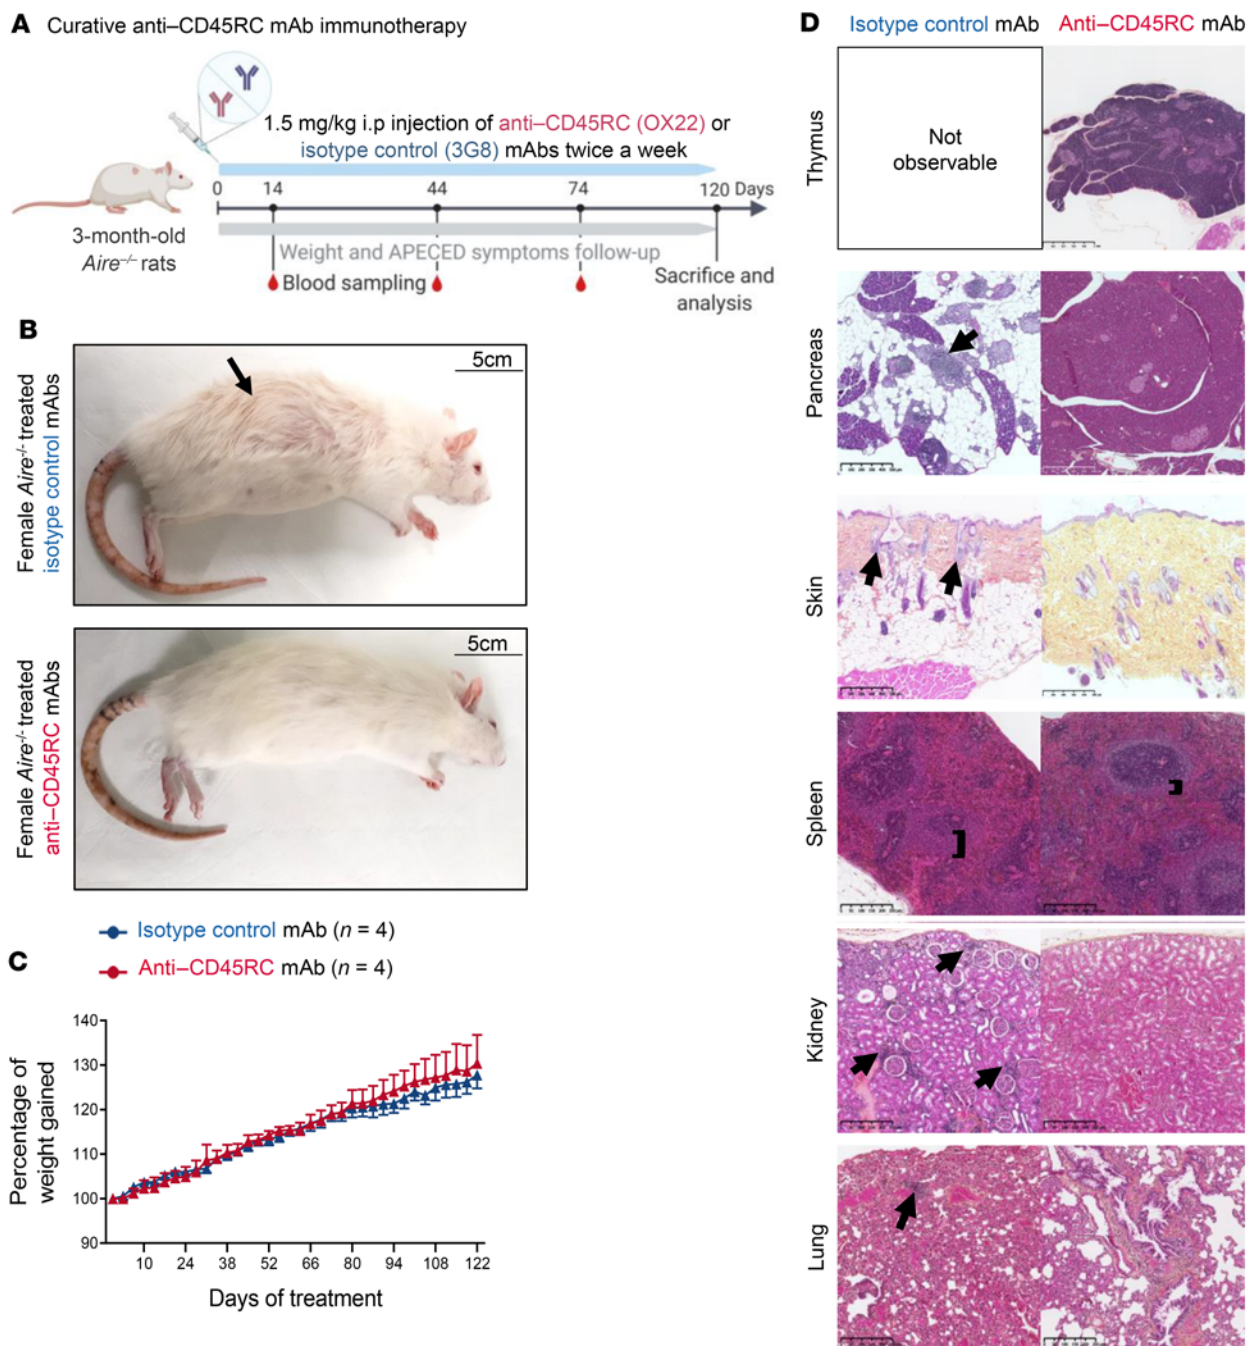 A Curative anti–CD45RC mAb immunotherapy
1.5 mg/kg i.p injection of anti–CD45RC (OX22) or
isotype control (3G8) mAbs twice a week
0 14 44 74 120 Days
3-month-old
Aire-/- rats
Weight and APECED symptoms follow-up
Blood sampling
Sacrifice and
analysis
B
Female Aire-/- treated
isotype control mAbs
5cm
Female Aire-/- treated
anti–CD45RC mAbs
5cm
Isotype control mAb (n = 4)
Anti–CD45RC mAb (n = 4)
C
Percentage of
weight gained
140
130
120
110
100
90
10 24 38 52 66 80 94 108 122
Days of treatment
D Isotype control mAb Anti–CD45RC mAb
Thymus
Not
observable
Pancreas
Skin
Spleen
Kidney
Lung